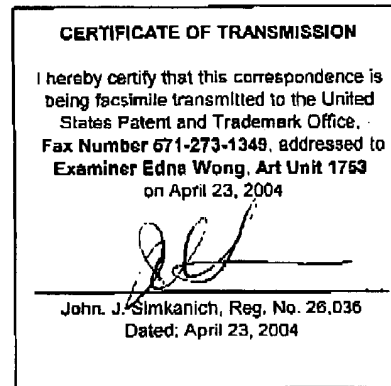 CERTIFICATE OF TRANSMISSION
I hereby certify that this correspondence is
being facsimile transmitted to the United
States Patent and Trademark Office,
Fax Number 671-273-1349, addressed to
Examiner Edna Wong, Art Unit 1753
on April 23, 2004
John. J. Simkanich, Reg. No. 26,036
Dated: April 23, 2004